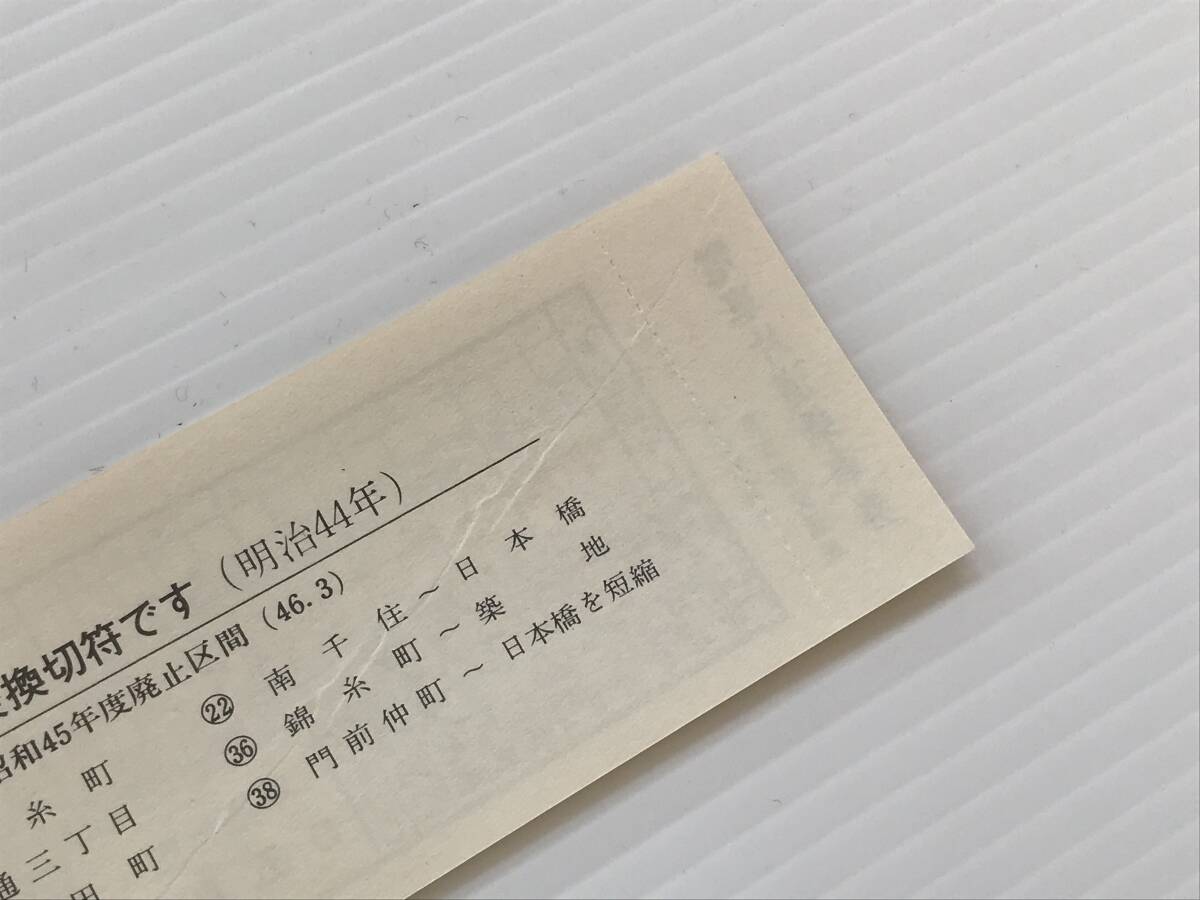 換切符です（明治44年）
昭和45年度廃止区間（46.3）
糸町
通三丁目
田町
㉒ 南千住～日本橋
㊱ 錦糸町～築地
㊳ 門前仲町～日本橋を短縮